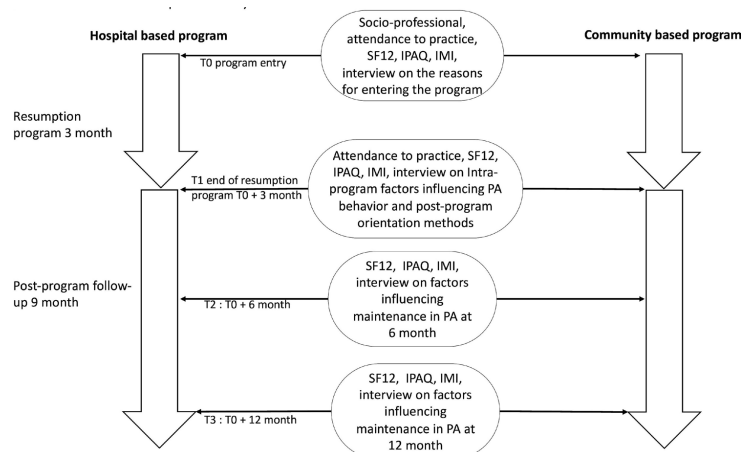 Hospital based program
Community based program
Socio-professional,
attendance to practice,
SF12, IPAQ, IMI,
interview on the reasons
for entering the program
T0 program entry
Resumption
program 3 month
Attendance to practice, SF12,
IPAQ, IMI, interview on Intra-
program factors influencing PA
behavior and post-program
orientation methods
T1 end of resumption
program T0 + 3 month
Post-program follow-
up 9 month
SF12, IPAQ, IMI,
interview on factors
influencing
maintenance in PA at
6 month
T2 : T0 + 6 month
SF12, IPAQ, IMI,
interview on factors
influencing
maintenance in PA at
12 month
T3 : T0 + 12 month